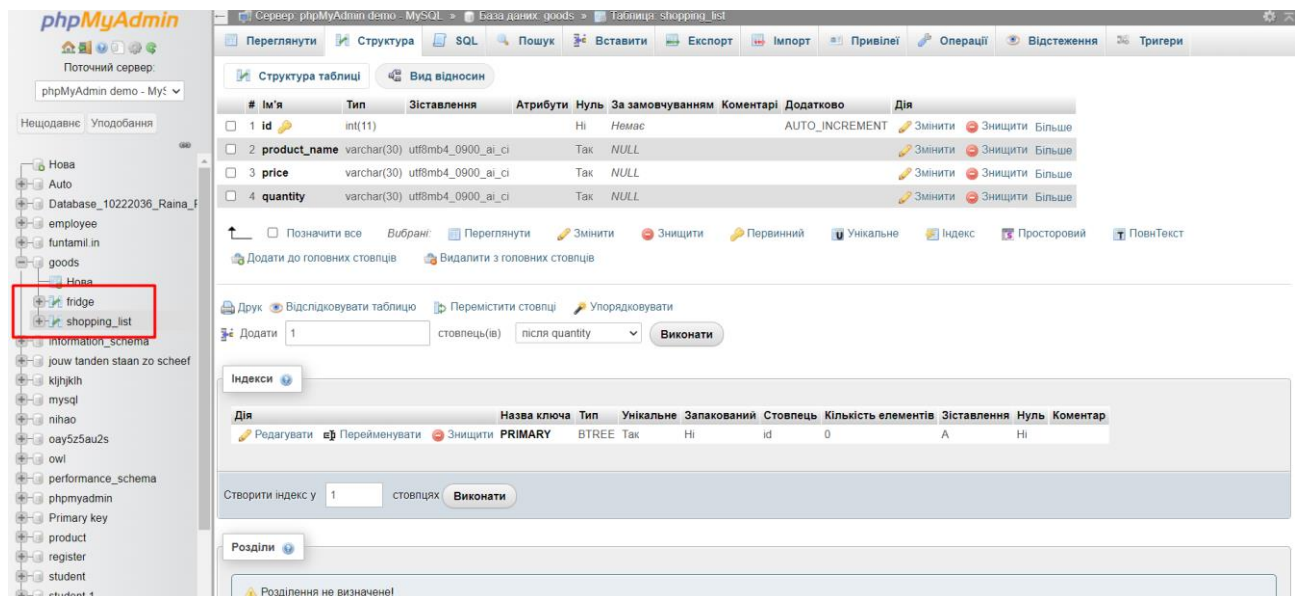 phpMyAdmin
Поточний сервер:
phpMyAdmin demo - MyS
Нещодавнє Уподобання
Нова
Auto
Database_10222036_Raina_F
employee
funtamil.in
goods
Нова
fridge
shopping_list
information_schema
jouw tanden staan zo scheef
kljhjklh
mysql
nihao
oay5z5au2s
owl
performance_schema
phpmyadmin
Primary key
product
register
student
student 1
Сервер: phpMyAdmin demo - MySQL » База даних: goods » Таблиця: shopping_list
Переглянути Структура SQL Пошук Вставити Експорт Імпорт Привілеї Операції Відстеження Тригери
Структура таблиці Вид відносин
# Ім'я Тип Зіставлення Атрибути Нуль За замовчуванням Коментарі Додатково Дія
1 id int(11) Ні Немає AUTO_INCREMENT Змінити Знищити Більше
2 product_name varchar(30) utf8mb4_0900_ai_ci Так NULL Змінити Знищити Більше
3 price varchar(30) utf8mb4_0900_ai_ci Так NULL Змінити Знищити Більше
4 quantity varchar(30) utf8mb4_0900_ai_ci Так NULL Змінити Знищити Більше
Позначити все Вибрані: Переглянути Змінити Знищити Первинний Унікальне Індекс Просторовий ПовнТекст
Додати до головних стовпців Видалити з головних стовпців
Друк Відслідковувати таблицю Перемістити стовпці Упорядковувати
Додати 1 стовпець(ів) після quantity Виконати
Індекси
Дія Назва ключа Тип Унікальне Запакований Стовпець Кількість елементів Зіставлення Нуль Коментар
Редагувати Перейменувати Знищити PRIMARY BTREE Так Ні id 0 A Ні
Створити індекс у 1 стовпцях Виконати
Розділи
Розділення не визначене!